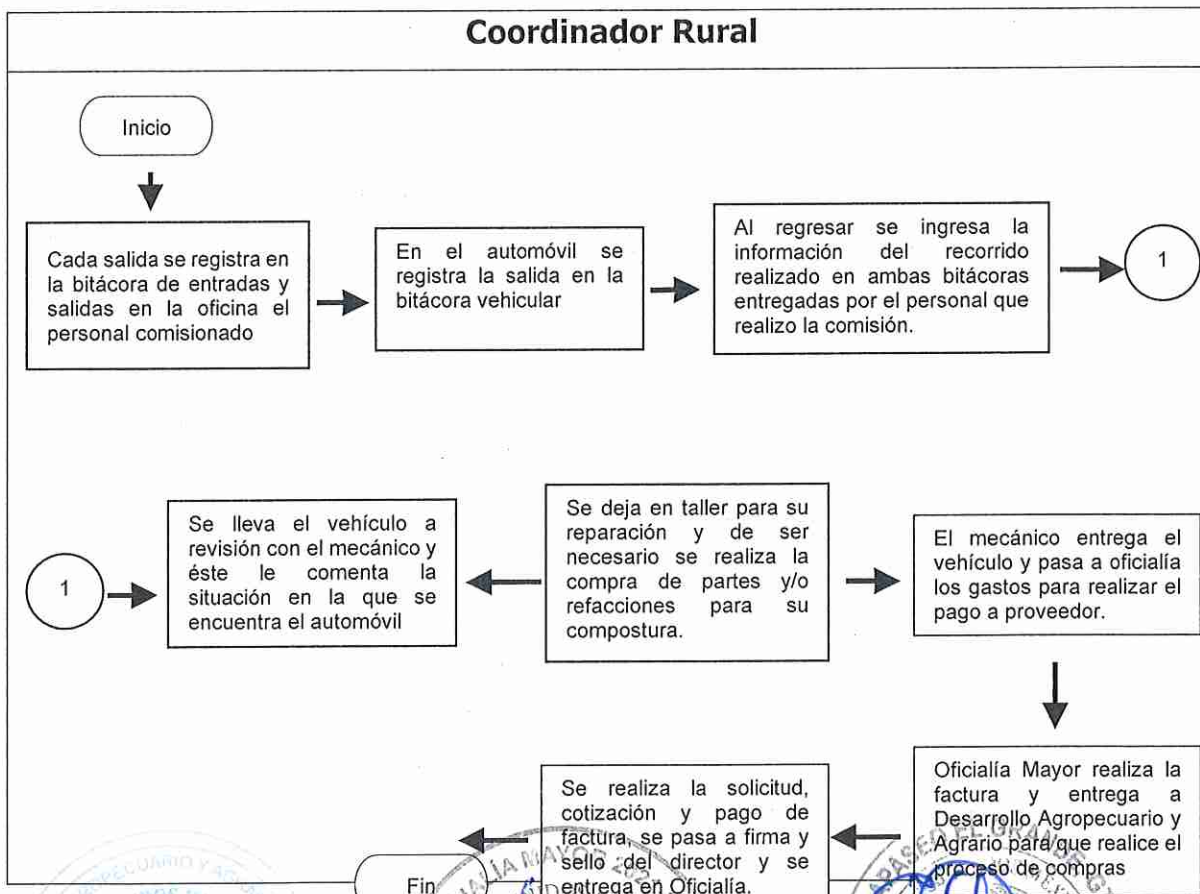 Coordinador Rural
Inicio
Cada salida se registra en
la bitácora de entradas y
salidas en la oficina el
personal comisionado
En el automóvil se
registra la salida en la
bitácora vehicular
Al regresar se ingresa la
información del recorrido
realizado en ambas bitácoras
entregadas por el personal que
realizo la comisión.
1
1
Se lleva el vehículo a
revisión con el mecánico y
éste le comenta la
situación en la que se
encuentra el automóvil
Se deja en taller para su
reparación y de ser
necesario se realiza la
compra de partes y/o
refacciones para su
compostura.
El mecánico entrega el
vehículo y pasa a oficialía
los gastos para realizar el
pago a proveedor.
Oficialía Mayor realiza la
factura y entrega a
Desarrollo Agropecuario y
Agrario para que realice el
proceso de compras
Se realiza la solicitud,
cotización y pago de
factura, se pasa a firma y
sello del director y se
entrega en Oficialía.
Fin
APASEO EL GRANDE